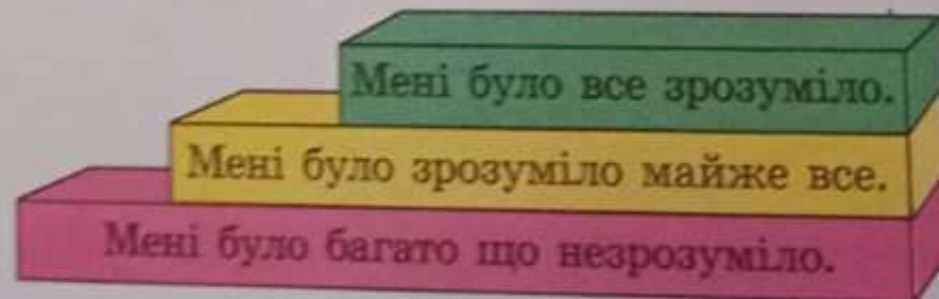 Мені було все зрозуміло.
Мені було зрозуміло майже все.
Мені було багато що незрозуміло.